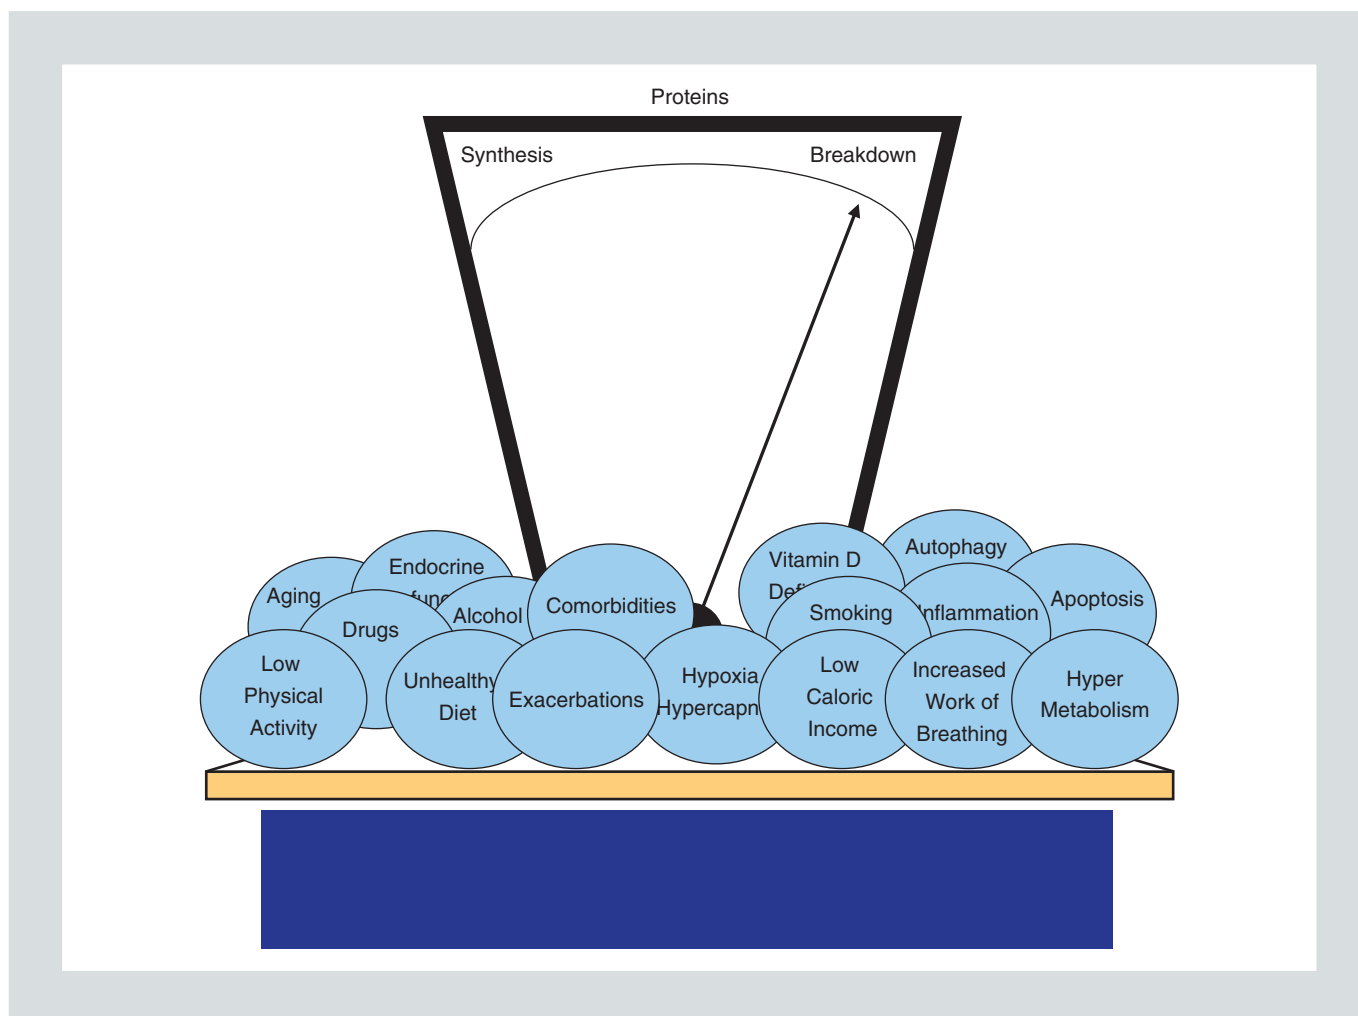 Proteins
Synthesis
Breakdown
Autophagy
Vitamin D
Endocrine
Aging
Apoptosis
Comorbidities
Smoking
Inflammation
Alcohol
Drugs
Low
Physical
Activity
Unhealthy
Diet
Exacerbations
Hypoxia
Low
Caloric
Income
Increased
Work of
Breathing
Hyper
Metabolism